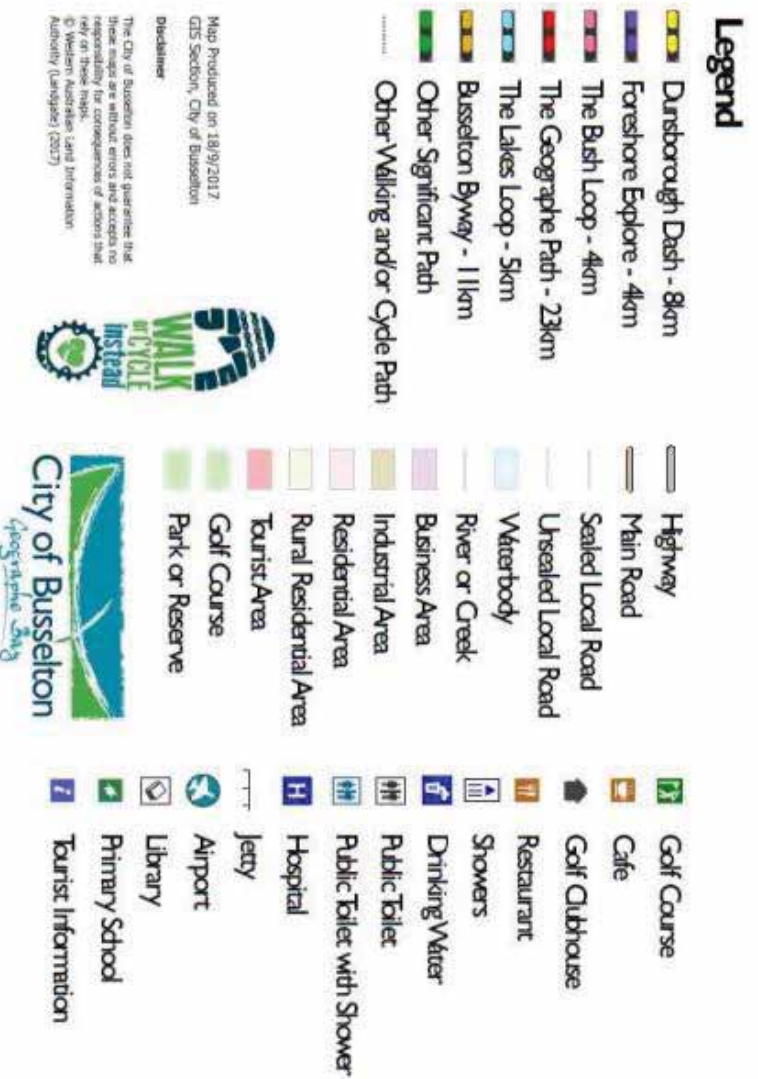 Legend
Dunsborough Dash - 8km
Foreshore Explore - 4km
The Bush Loop - 4km
The Geographe Path - 23km
The Lakes Loop - 5km
Busselton Byway - 11km
Other Significant Path
Other Walking and/or Cycle Path
Map Produced on 18/9/2017
GIS Section, City of Busselton
Disclaimer
The City of Busselton does not guarantee that
these maps are without errors and accepts no
responsibility for consequences of actions that
rely on these maps.
© Western Australian Land Information
Authority (Landgate) (2017)
WALK
or CYCLE
instead
Highway
Main Road
Sealed Local Road
Unsealed Local Road
Waterbody
River or Creek
Business Area
Industrial Area
Residential Area
Rural Residential Area
Tourist Area
Golf Course
Park or Reserve
City of Busselton
Geographe Bay
Golf Course
Cafe
Golf Clubhouse
Restaurant
Showers
Drinking Water
Public Toilet
Public Toilet with Shower
H
Hospital
Jetty
Airport
Library
Primary School
i
Tourist Information